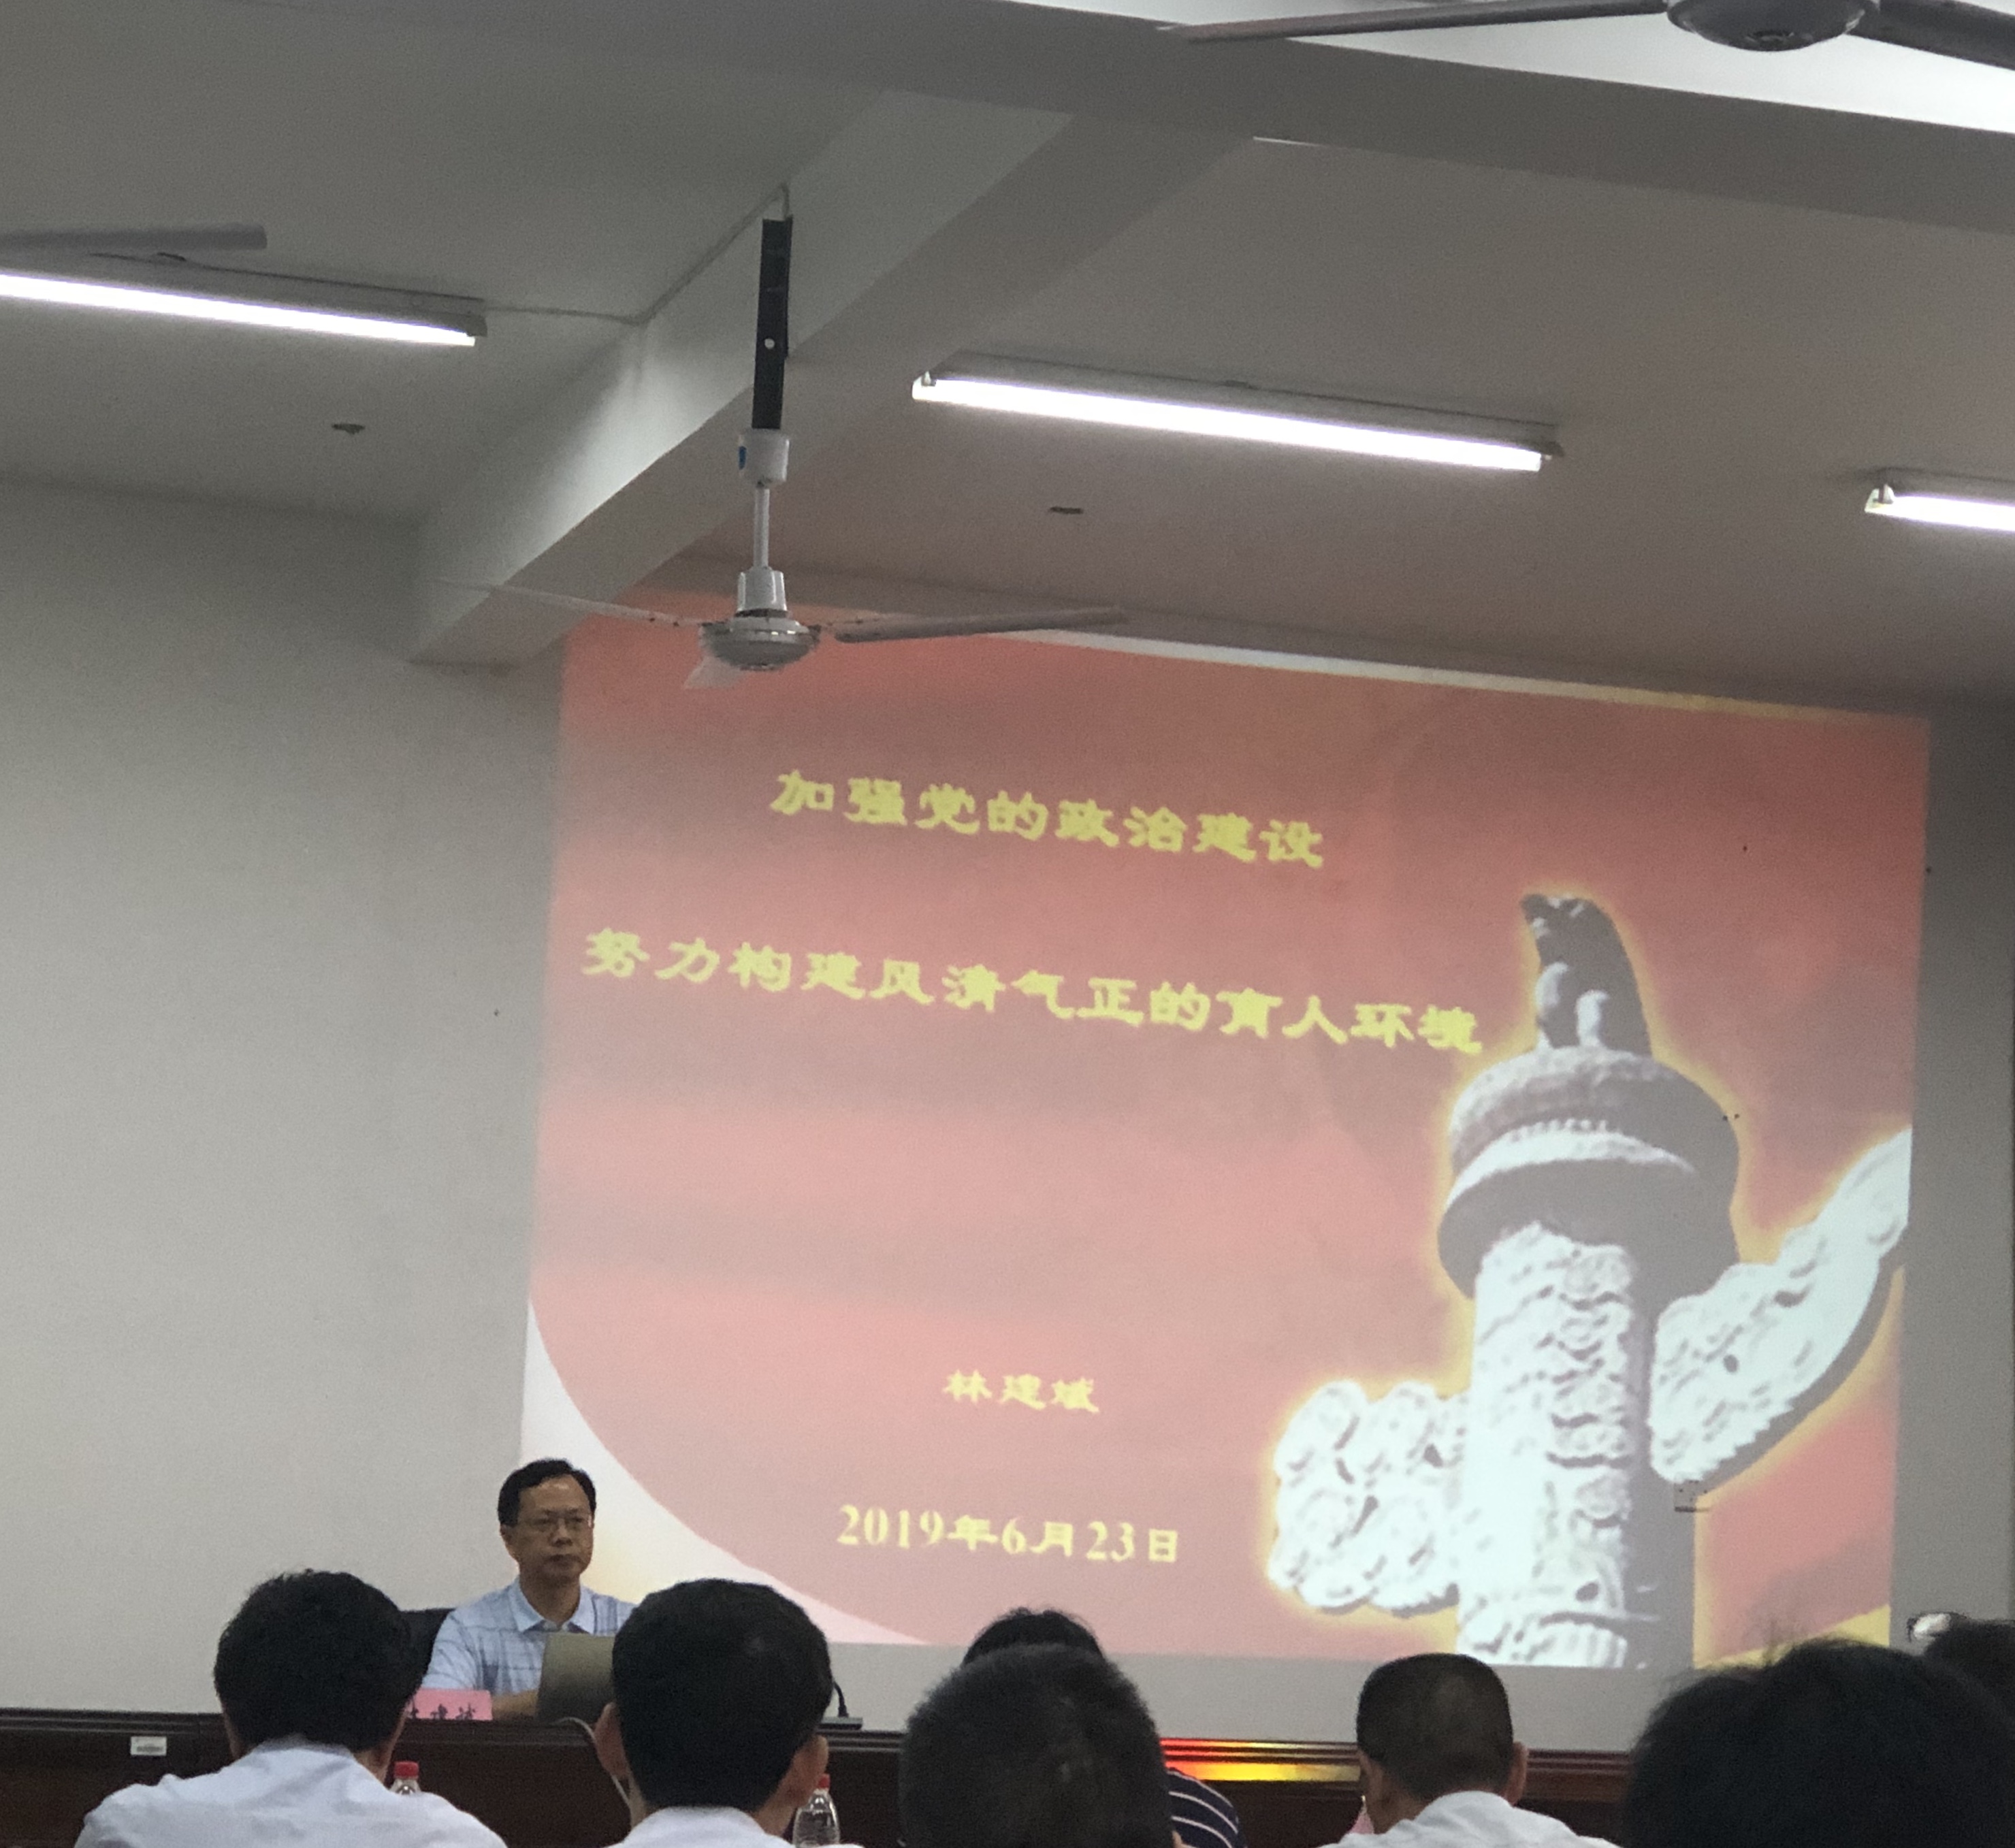 加强党的政治建设
努力构建风清气正的育人环境
林建斌
2019年6月23日